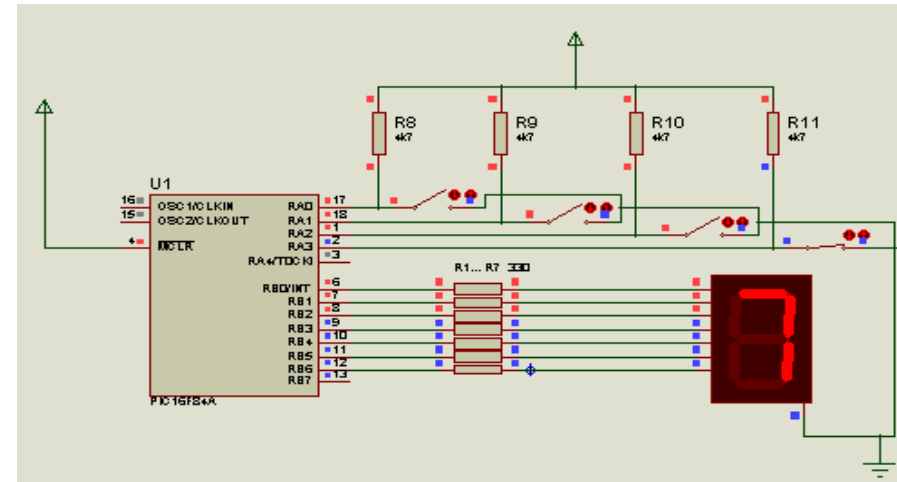 R8
4k7
R9
4k7
R10
4k7
R11
4k7
U1
16 OSC1/CLKIN RA0 17
15 OSC2/CLKOUT RA1 18
RA2 1
4 MCLR RA3 2
RA4/T0CKI 3
R1... R7 330
RB0/INT 6
RB1 7
RB2 8
RB3 9
RB4 10
RB5 11
RB6 12
RB7 13
PIC16F84A
7